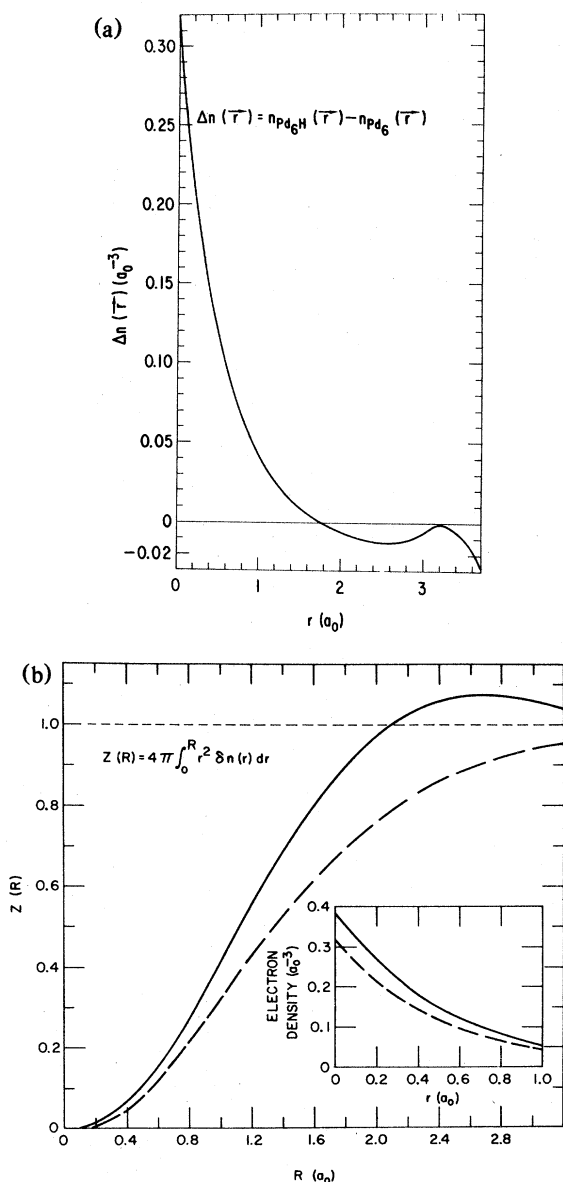 (a)
0.30
0.25
0.20
0.15
0.10
0.05
0
−0.02
Δn (r⃗) (a₀⁻³)
Δn (r⃗) = n_Pd₆H (r⃗) − n_Pd₆ (r⃗)
0 1 2 3
r (a₀)
(b)
1.0
0.8
0.6
0.4
0.2
0
Z (R)
Z (R) = 4 π ∫₀ᴿ r² δ n (r) dr
0.4
0.3
0.2
0.1
0
ELECTRON
DENSITY (a₀⁻³)
0 0.2 0.4 0.6 0.8 1.0
r (a₀)
0 0.4 0.8 1.2 1.6 2.0 2.4 2.8
R (a₀)